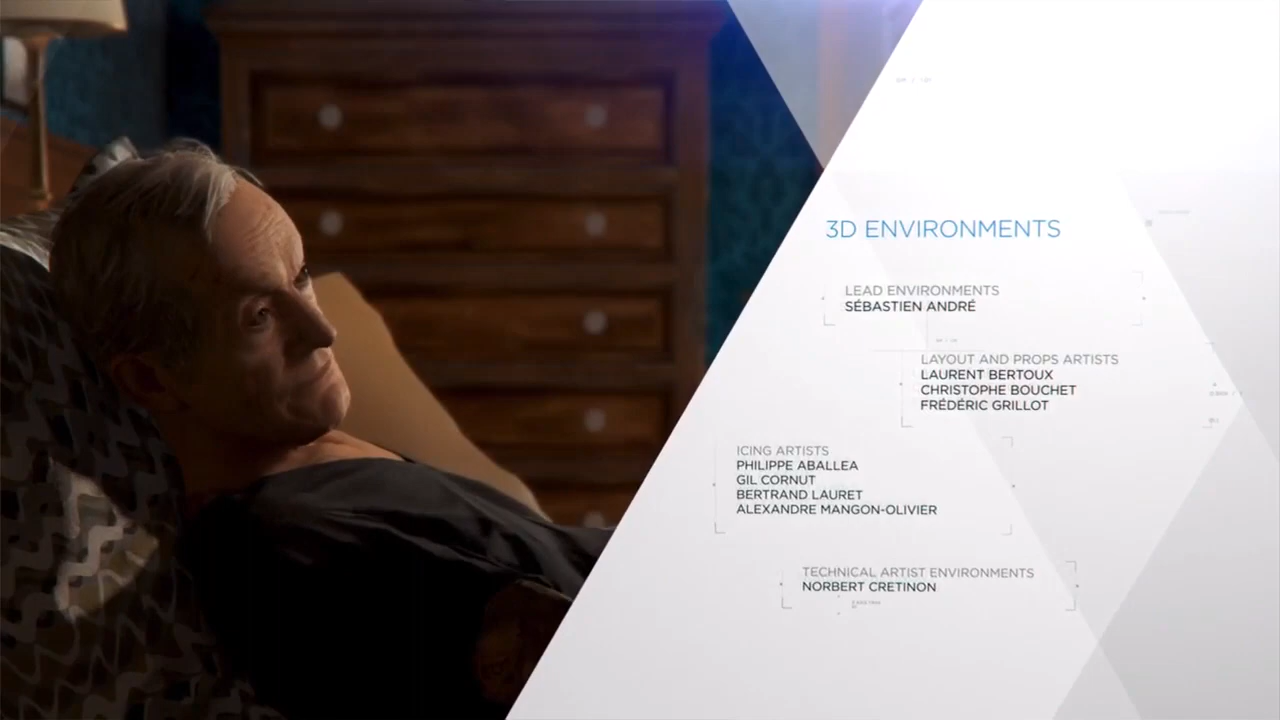 3D ENVIRONMENTS
LEAD ENVIRONMENTS
SÉBASTIEN ANDRÉ
LAYOUT AND PROPS ARTISTS
LAURENT BERTOUX
CHRISTOPHE BOUCHET
FRÉDÉRIC GRILLOT
ICING ARTISTS
PHILIPPE ABALLEA
GIL CORNUT
BERTRAND LAURET
ALEXANDRE MANGON-OLIVIER
TECHNICAL ARTIST ENVIRONMENTS
NORBERT CRETINON